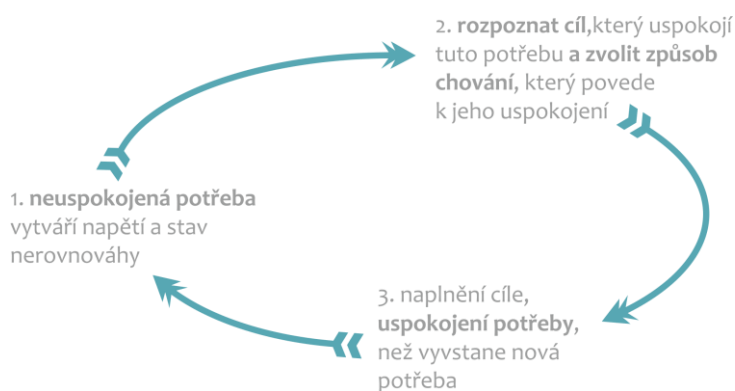 1. neuspokojená potřeba
vytváří napětí a stav
nerovnováhy
2. rozpoznat cíl,který uspokojí
tuto potřebu a zvolit způsob
chování, který povede
k jeho uspokojení
3. naplnění cíle,
uspokojení potřeby,
než vyvstane nová
potřeba